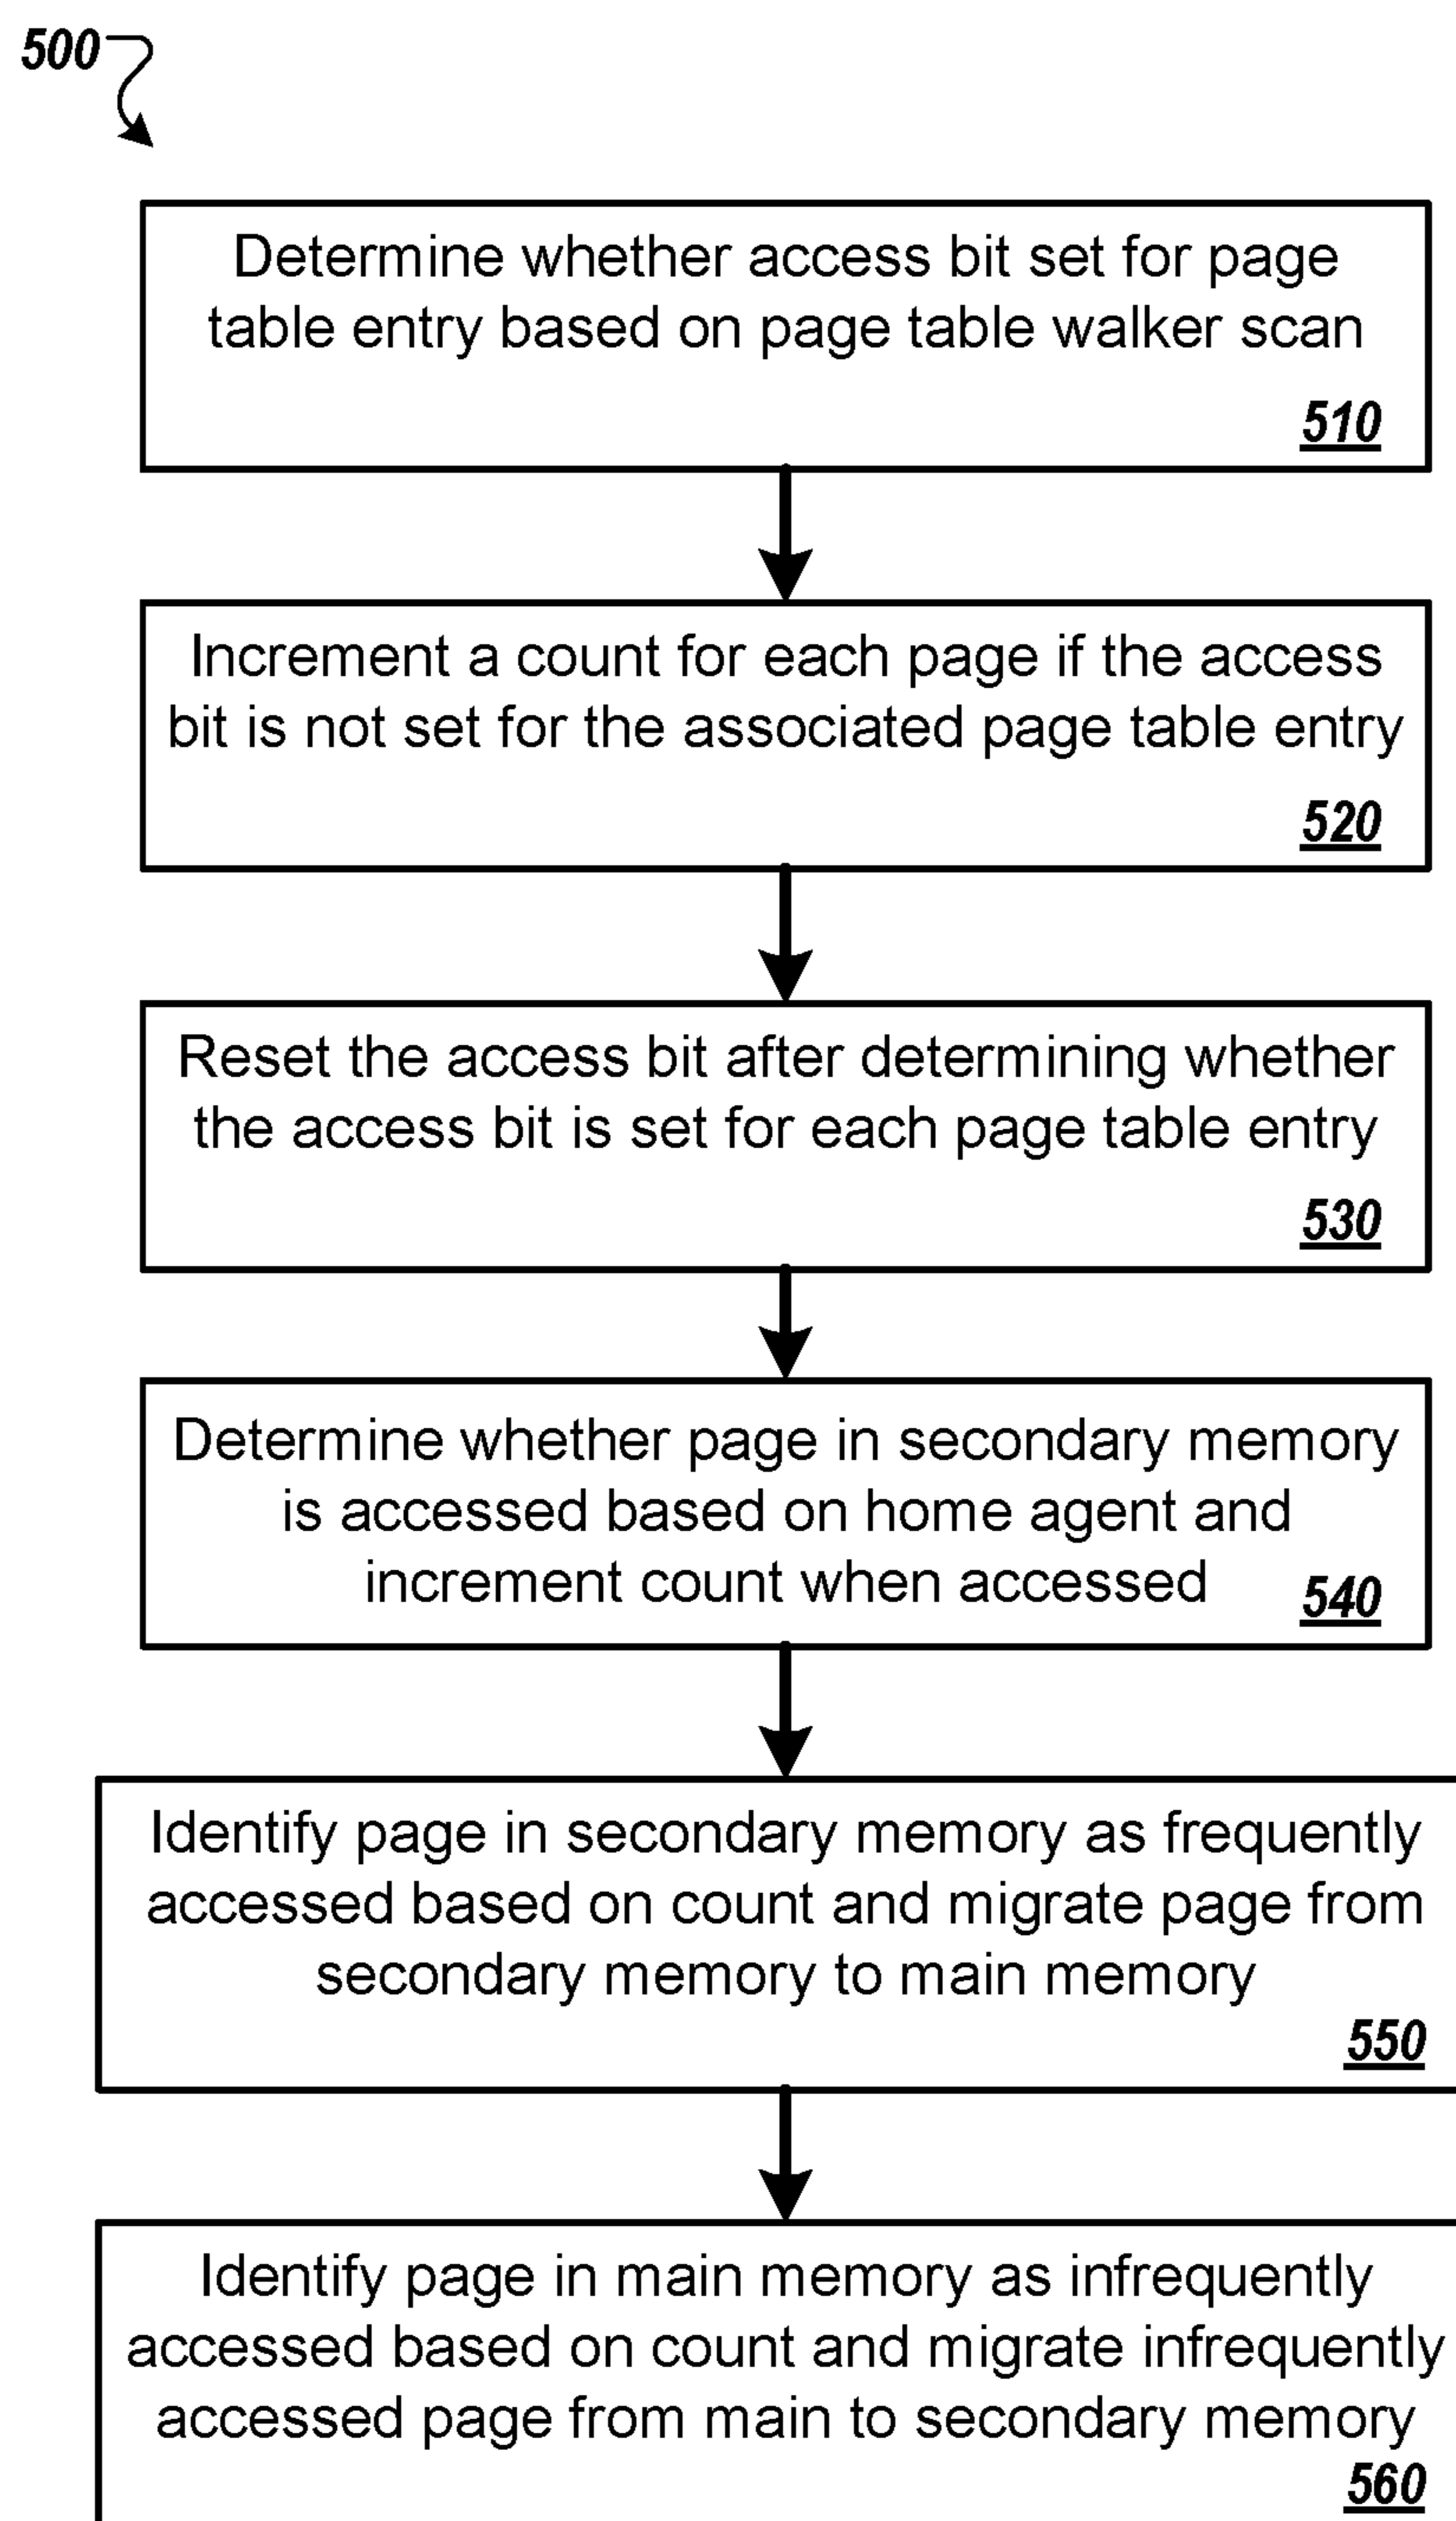 500
Determine whether access bit set for page
table entry based on page table walker scan
510
Increment a count for each page if the access
bit is not set for the associated page table entry
520
Reset the access bit after determining whether
the access bit is set for each page table entry
530
Determine whether page in secondary memory
is accessed based on home agent and
increment count when accessed 540
Identify page in secondary memory as frequently
accessed based on count and migrate page from
secondary memory to main memory
550
Identify page in main memory as infrequently
accessed based on count and migrate infrequently
accessed page from main to secondary memory
560